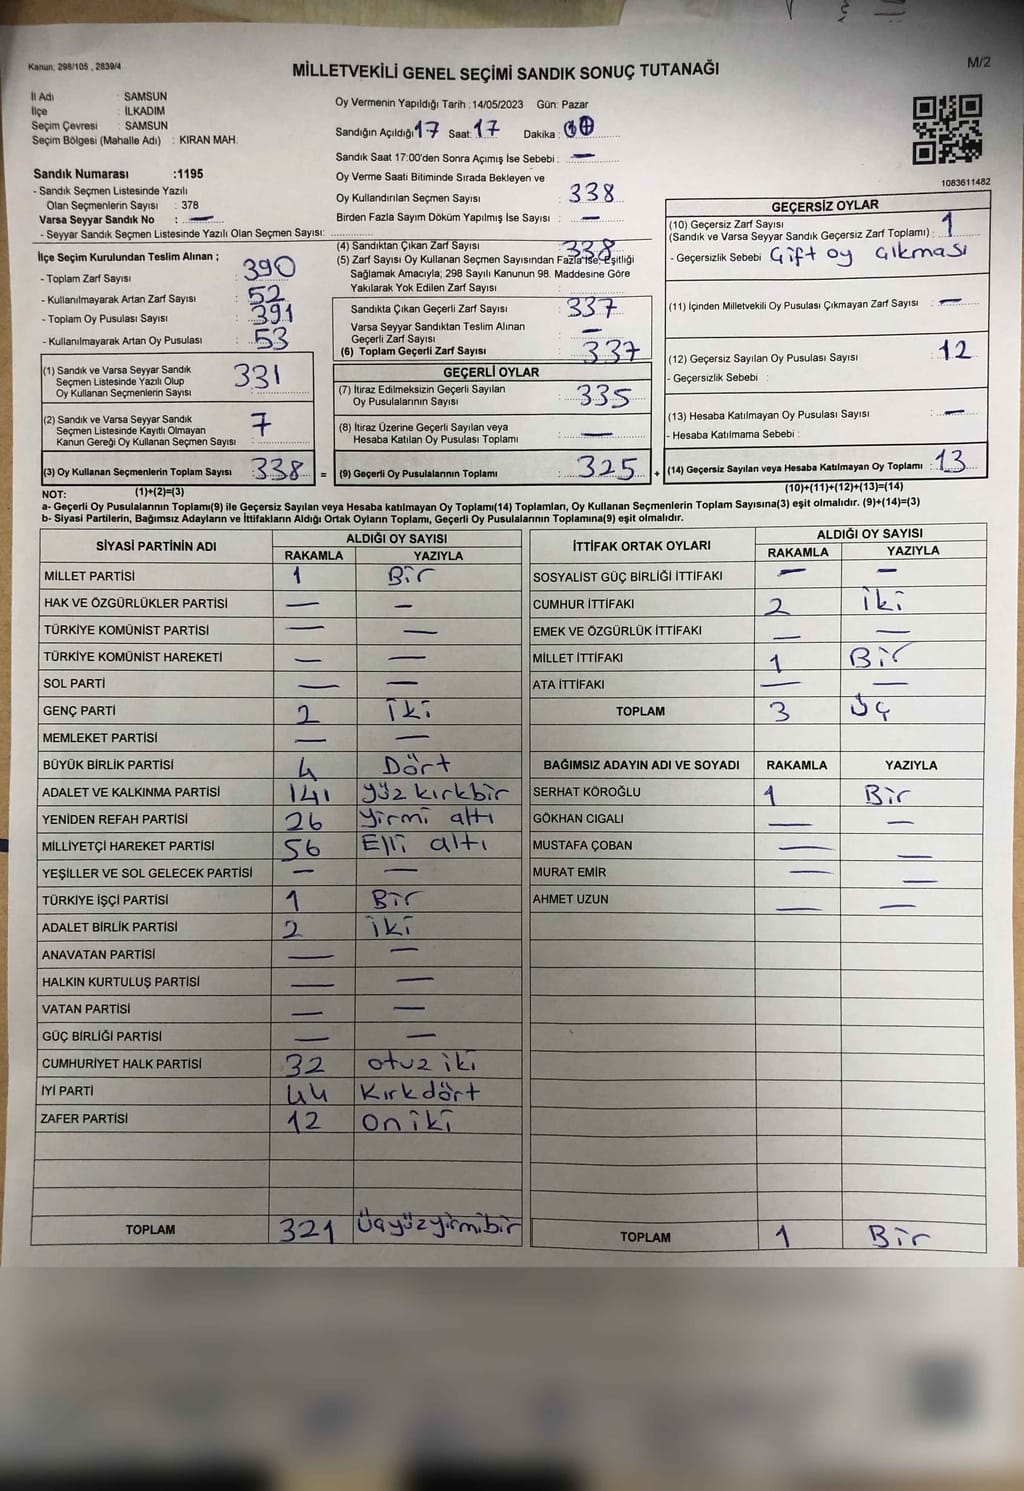 Kanun; 298/105 , 2839/4
MİLLETVEKİLİ GENEL SEÇİMİ SANDIK SONUÇ TUTANAĞI
M/2
İl Adı : SAMSUN
İlçe : İLKADIM
Seçim Çevresi : SAMSUN
Seçim Bölgesi (Mahalle Adı) : KIRAN MAH.
Sandık Numarası :1195
- Sandık Seçmen Listesinde Yazılı
Olan Seçmenlerin Sayısı : 378
Varsa Seyyar Sandık No : —
- Seyyar Sandık Seçmen Listesinde Yazılı Olan Seçmen Sayısı:
Oy Vermenin Yapıldığı Tarih :14/05/2023 Gün: Pazar
Sandığın Açıldığı 17 Saat: 17 Dakika :
Sandık Saat 17:00'den Sonra Açımış İse Sebebi : —
Oy Verme Saati Bitiminde Sırada Bekleyen ve
Oy Kullandırılan Seçmen Sayısı : 338
Birden Fazla Sayım Döküm Yapılmış İse Sayısı : —
1083611482
İlçe Seçim Kurulundan Teslim Alınan ;
- Toplam Zarf Sayısı : 390
- Kullanılmayarak Artan Zarf Sayısı : 52
- Toplam Oy Pusulası Sayısı : 391
- Kullanılmayarak Artan Oy Pusulası : 53
(1) Sandık ve Varsa Seyyar Sandık
Seçmen Listesinde Yazılı Olup
Oy Kullanan Seçmenlerin Sayısı : 331
(2) Sandık ve Varsa Seyyar Sandık
Seçmen Listesinde Kayıtlı Olmayan
Kanun Gereği Oy Kullanan Seçmen Sayısı : 7
(3) Oy Kullanan Seçmenlerin Toplam Sayısı : 338 =
(4) Sandıktan Çıkan Zarf Sayısı 338
(5) Zarf Sayısı Oy Kullanan Seçmen Sayısından Fazla İse, Eşitliği
Sağlamak Amacıyla; 298 Sayılı Kanunun 98. Maddesine Göre
Yakılarak Yok Edilen Zarf Sayısı :
Sandıkta Çıkan Geçerli Zarf Sayısı : 337
Varsa Seyyar Sandıktan Teslim Alınan
Geçerli Zarf Sayısı : —
(6) Toplam Geçerli Zarf Sayısı : 337
GEÇERLİ OYLAR
(7) İtiraz Edilmeksizin Geçerli Sayılan
Oy Pusulalarının Sayısı : 335
(8) İtiraz Üzerine Geçerli Sayılan veya
Hesaba Katılan Oy Pusulası Toplamı : —
(9) Geçerli Oy Pusulalarının Toplamı : 325 +
GEÇERSİZ OYLAR
(10) Geçersiz Zarf Sayısı
(Sandık ve Varsa Seyyar Sandık Geçersiz Zarf Toplamı) : 1
- Geçersizlik Sebebi : Çift oy çıkması
(11) İçinden Milletvekili Oy Pusulası Çıkmayan Zarf Sayısı : —
(12) Geçersiz Sayılan Oy Pusulası Sayısı : 12
- Geçersizlik Sebebi :
(13) Hesaba Katılmayan Oy Pusulası Sayısı : —
- Hesaba Katılmama Sebebi :
(14) Geçersiz Sayılan veya Hesaba Katılmayan Oy Toplamı : 13
NOT: (1)+(2)=(3) (10)+(11)+(12)+(13)=(14)
a- Geçerli Oy Pusulalarının Toplamı(9) ile Geçersiz Sayılan veya Hesaba katılmayan Oy Toplamı(14) Toplamları, Oy Kullanan Seçmenlerin Toplam Sayısına(3) eşit olmalıdır. (9)+(14)=(3)
b- Siyasi Partilerin, Bağımsız Adayların ve İttifakların Aldığı Ortak Oyların Toplamı, Geçerli Oy Pusulalarının Toplamına(9) eşit olmalıdır.
SİYASİ PARTİNİN ADI ALDIĞI OY SAYISI
RAKAMLA YAZIYLA
MİLLET PARTİSİ 1 Bir
HAK VE ÖZGÜRLÜKLER PARTİSİ — —
TÜRKİYE KOMÜNİST PARTİSİ — —
TÜRKİYE KOMÜNİST HAREKETİ — —
SOL PARTİ — —
GENÇ PARTİ 2 İki
MEMLEKET PARTİSİ — —
BÜYÜK BİRLİK PARTİSİ 4 Dört
ADALET VE KALKINMA PARTİSİ 141 yüz kırkbir
YENİDEN REFAH PARTİSİ 26 yirmi altı
MİLLİYETÇİ HAREKET PARTİSİ 56 Elli altı
YEŞİLLER VE SOL GELECEK PARTİSİ — —
TÜRKİYE İŞÇİ PARTİSİ 1 Bir
ADALET BİRLİK PARTİSİ 2 iki
ANAVATAN PARTİSİ — —
HALKIN KURTULUŞ PARTİSİ — —
VATAN PARTİSİ — —
GÜÇ BİRLİĞİ PARTİSİ — —
CUMHURİYET HALK PARTİSİ 32 otuz iki
İYİ PARTİ 44 Kırkdört
ZAFER PARTİSİ 12 on iki
TOPLAM 321 Üçyüzyirmibir
İTTİFAK ORTAK OYLARI ALDIĞI OY SAYISI
RAKAMLA YAZIYLA
SOSYALİST GÜÇ BİRLİĞİ İTTİFAKI — —
CUMHUR İTTİFAKI 2 İki
EMEK VE ÖZGÜRLÜK İTTİFAKI — —
MİLLET İTTİFAKI 1 Bir
ATA İTTİFAKI — —
TOPLAM 3 Üç
BAĞIMSIZ ADAYIN ADI VE SOYADI RAKAMLA YAZIYLA
SERHAT KÖROĞLU 1 Bir
GÖKHAN CIGALI — —
MUSTAFA ÇOBAN — —
MURAT EMİR — —
AHMET UZUN — —
TOPLAM 1 Bir